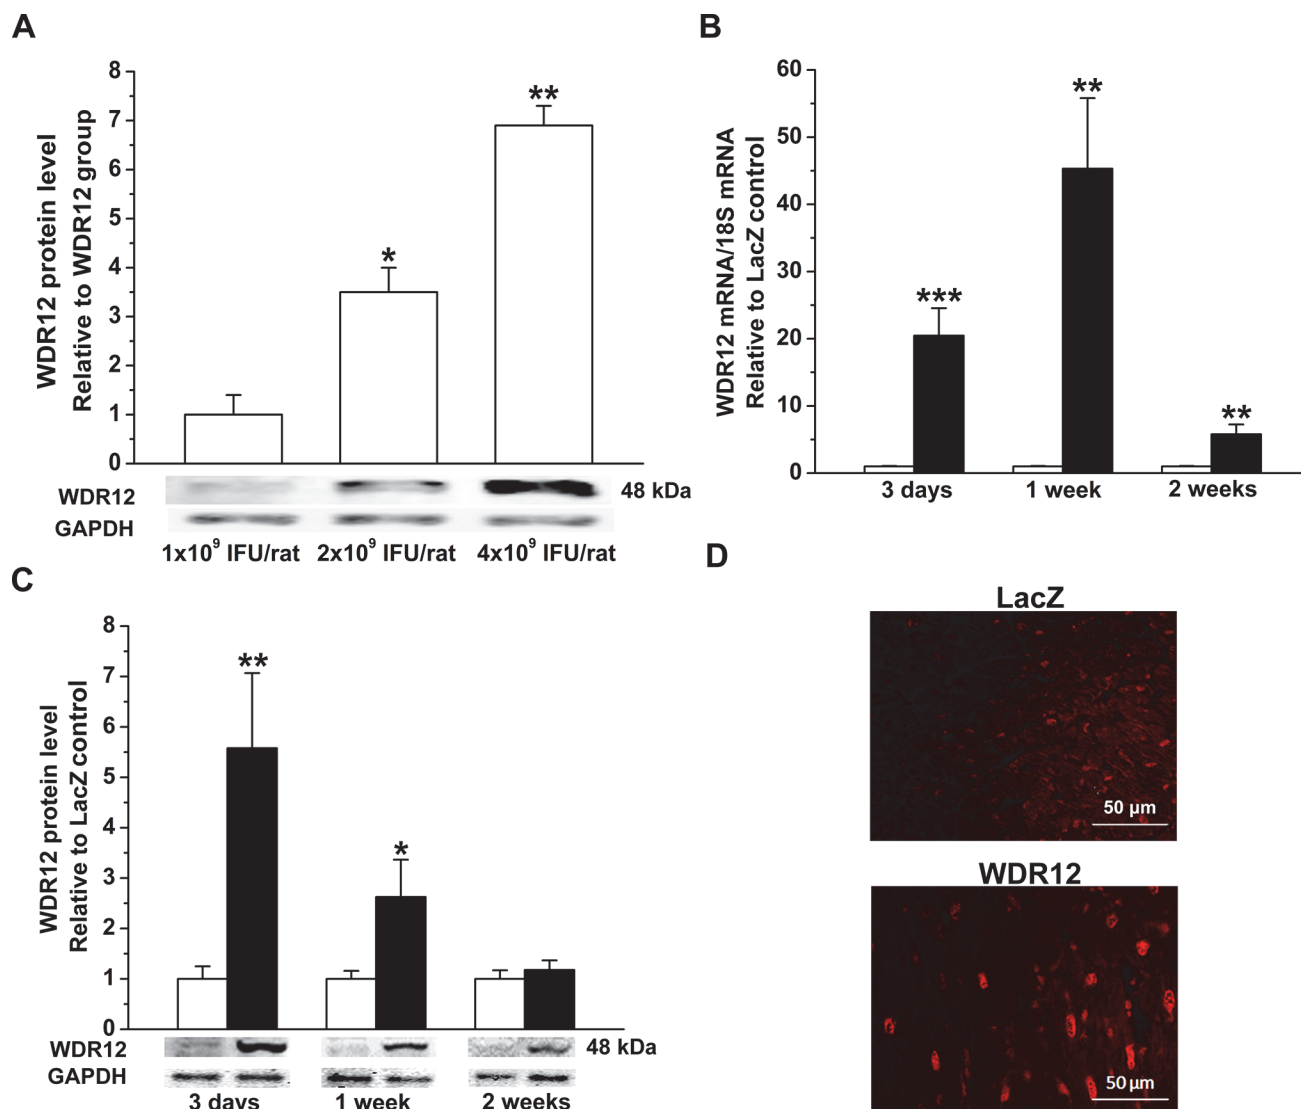 A
WDR12 protein level
Relative to WDR12 group
8
7
6
5
4
3
2
1
0
**
*
WDR12
48 kDa
GAPDH
1x10⁹ IFU/rat 2x10⁹ IFU/rat 4x10⁹ IFU/rat
B
WDR12 mRNA/18S mRNA
Relative to LacZ control
60
50
40
30
20
10
0
**
***
**
3 days 1 week 2 weeks
C
WDR12 protein level
Relative to LacZ control
8
7
6
5
4
3
2
1
0
**
*
WDR12
48 kDa
GAPDH
3 days 1 week 2 weeks
D
LacZ
50 µm
WDR12
50 µm